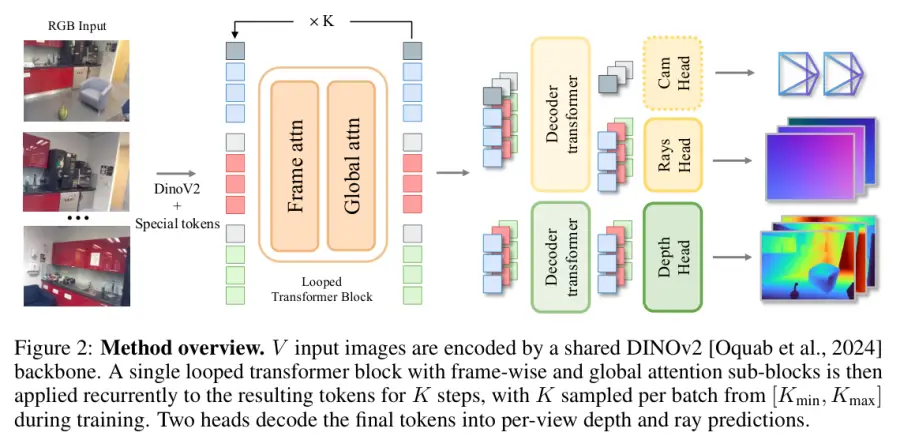 RGB Input
× K
DinoV2
+
Special tokens
Frame attn
Global attn
Looped
Transformer Block
Decoder
transformer
Cam
Head
Rays
Head
Decoder
transformer
Depth
Head
Figure 2: Method overview. V input images are encoded by a shared DINOv2 [Oquab et al., 2024]
backbone. A single looped transformer block with frame-wise and global attention sub-blocks is then
applied recurrently to the resulting tokens for K steps, with K sampled per batch from [Kmin, Kmax]
during training. Two heads decode the final tokens into per-view depth and ray predictions.